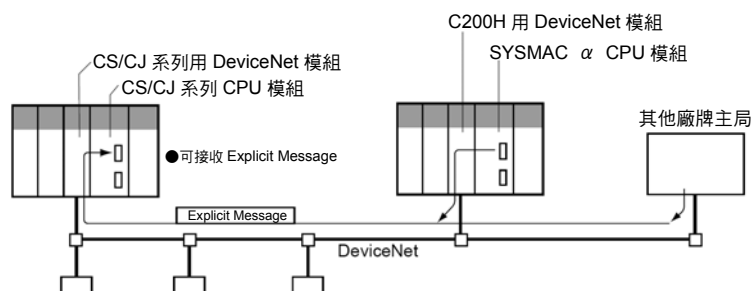 C200H 用 DeviceNet 模組
SYSMAC α CPU 模組
CS/CJ 系列用 DeviceNet 模組
CS/CJ 系列 CPU 模組
其他廠牌主局
●可接收 Explicit Message
Explicit Message
DeviceNet